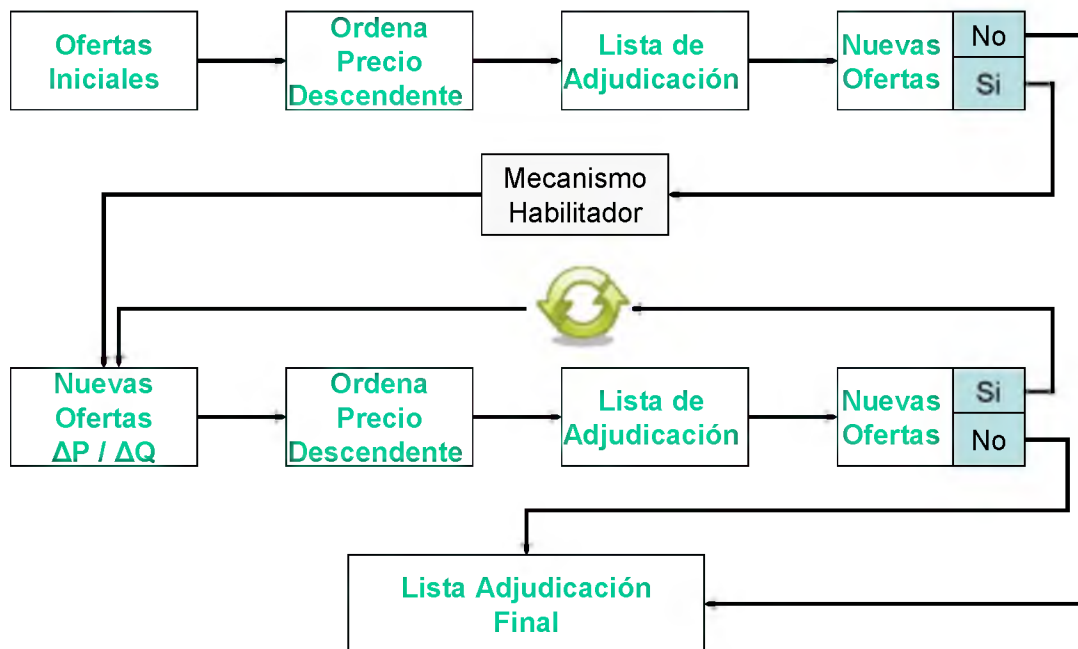 Ofertas
Iniciales
Ordena
Precio
Descendente
Lista de
Adjudicación
Nuevas
Ofertas
No
Si
Mecanismo
Habilitador
Nuevas
Ofertas
ΔP / ΔQ
Ordena
Precio
Descendente
Lista de
Adjudicación
Nuevas
Ofertas
Si
No
Lista Adjudicación
Final